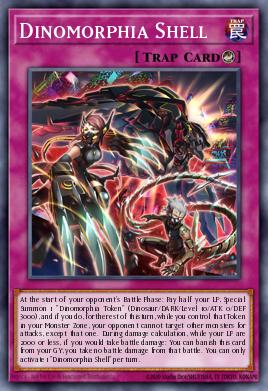 Dinomorphia Shell
TRAP
罠
[Trap Card
]
At the start of your opponent's Battle Phase: Pay half your LP; Special
Summon 1 "Dinomorphia Token" (Dinosaur/DARK/Level 10/ATK 0/DEF
3000), and if you do, for the rest of this turn, while you control that Token
in your Monster Zone, your opponent cannot target other monsters for
attacks, except that one. During damage calculation, while your LP are
2000 or less, if you would take battle damage: You can banish this
card from your GY; you take no battle damage from that battle. You can only
activate 1 "Dinomorphia Shell" per turn.